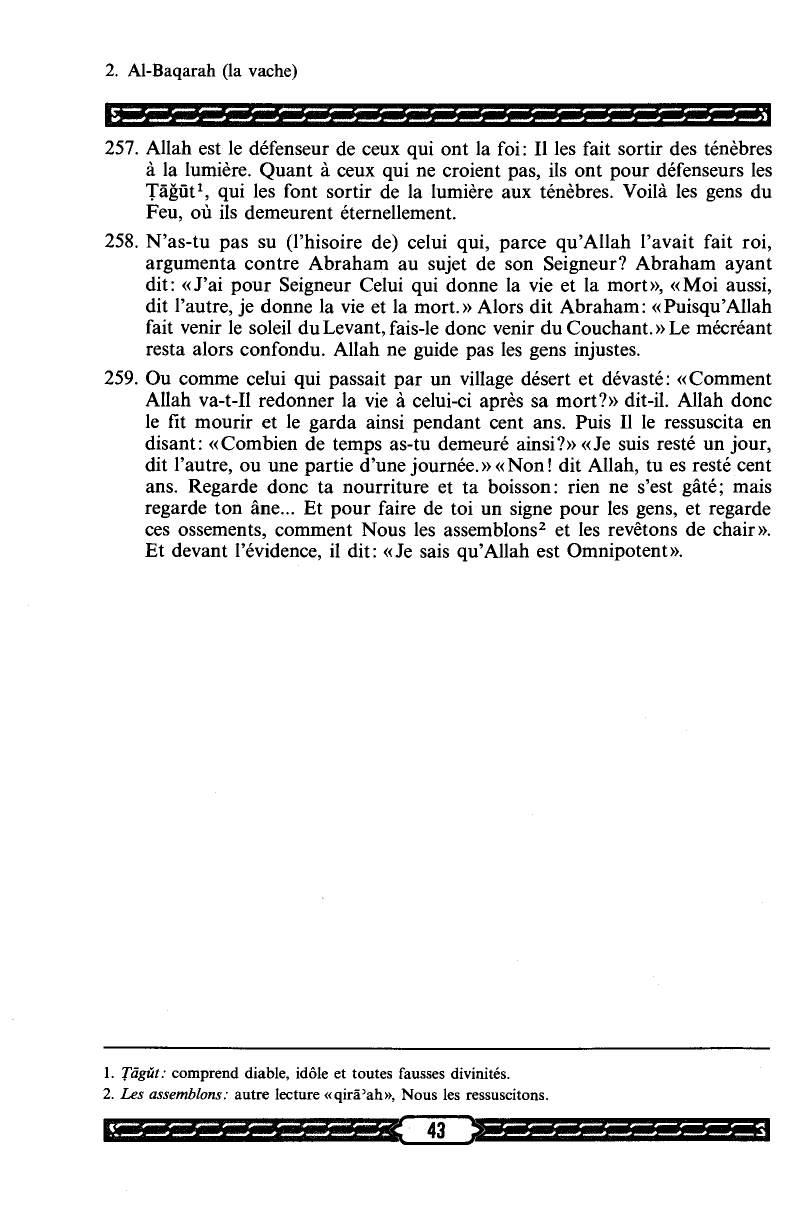 2. Al-Baqarah (la vache)
257. Allah est le défenseur de ceux qui ont la foi: Il les fait sortir des ténèbres
à la lumière. Quant à ceux qui ne croient pas, ils ont pour défenseurs les
Ṭāǧūt¹, qui les font sortir de la lumière aux ténèbres. Voilà les gens du
Feu, où ils demeurent éternellement.
258. N'as-tu pas su (l'hisoire de) celui qui, parce qu'Allah l'avait fait roi,
argumenta contre Abraham au sujet de son Seigneur? Abraham ayant
dit: «J'ai pour Seigneur Celui qui donne la vie et la mort», «Moi aussi,
dit l'autre, je donne la vie et la mort.» Alors dit Abraham: «Puisqu'Allah
fait venir le soleil du Levant, fais-le donc venir du Couchant.» Le mécréant
resta alors confondu. Allah ne guide pas les gens injustes.
259. Ou comme celui qui passait par un village désert et dévasté: «Comment
Allah va-t-Il redonner la vie à celui-ci après sa mort?» dit-il. Allah donc
le fit mourir et le garda ainsi pendant cent ans. Puis Il le ressuscita en
disant: «Combien de temps as-tu demeuré ainsi?» «Je suis resté un jour,
dit l'autre, ou une partie d'une journée.» «Non! dit Allah, tu es resté cent
ans. Regarde donc ta nourriture et ta boisson: rien ne s'est gâté; mais
regarde ton âne... Et pour faire de toi un signe pour les gens, et regarde
ces ossements, comment Nous les assemblons² et les revêtons de chair».
Et devant l'évidence, il dit: «Je sais qu'Allah est Omnipotent».
1. Ṭāgūt: comprend diable, idôle et toutes fausses divinités.
2. Les assemblons: autre lecture «qirāʾah», Nous les ressuscitons.
43